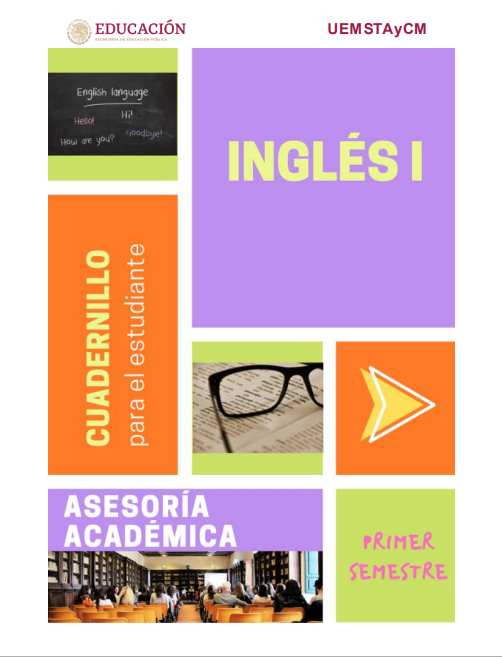 EDUCACIÓN
SECRETARÍA DE EDUCACIÓN PÚBLICA
UEMSTAyCM
English language
Hello!
Hi!
How are you?
Goodbye!
INGLÉS I
CUADERNILLO
para el estudiante
ASESORÍA
ACADÉMICA
PRIMER
SEMESTRE